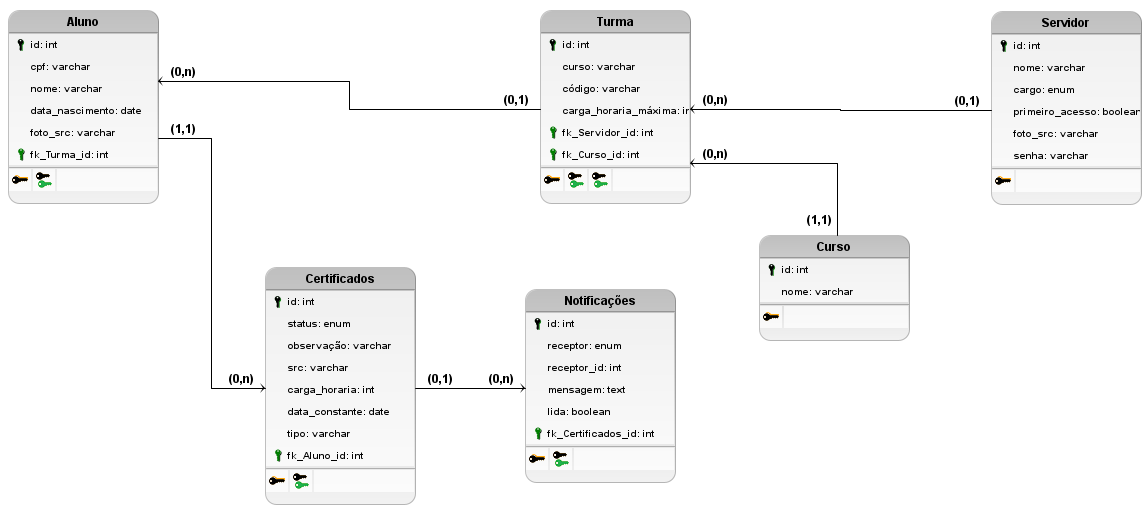 Aluno
id: int
cpf: varchar
nome: varchar
data_nascimento: date
foto_src: varchar
fk_Turma_id: int
(0,n)
(1,1)
(0,1)
Turma
id: int
curso: varchar
código: varchar
carga_horaria_máxima: ir
fk_Servidor_id: int
fk_Curso_id: int
(0,n)
(0,n)
(0,1)
Servidor
id: int
nome: varchar
cargo: enum
primeiro_acesso: boolean
foto_src: varchar
senha: varchar
(1,1)
Curso
id: int
nome: varchar
(0,n)
Certificados
id: int
status: enum
observação: varchar
src: varchar
carga_horaria: int
data_constante: date
tipo: varchar
fk_Aluno_id: int
(0,1)
(0,n)
Notificações
id: int
receptor: enum
receptor_id: int
mensagem: text
lida: boolean
fk_Certificados_id: int